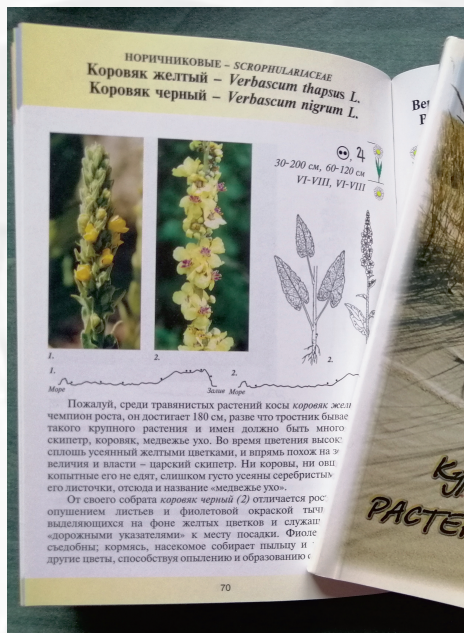 НОРИЧНИКОВЫЕ – SCROPHULARIACEAE
Коровяк желтый – Verbascum thapsus L.
Коровяк черный – Verbascum nigrum L.
30-200 см, 60-120 см
VI-VIII, VI-VIII
1.
2.
2.
1.
Море
Залив
2.
Море
Пожалуй, среди травянистых растений косы коровяк
чемпион роста, он достигает 180 см, разве что тростник бывае
такого крупного растения и имен должно быть много
скипетр, коровяк, медвежье ухо. Во время цветения высок
сплошь усеянный желтыми цветками, и впрямь похож на
величия и власти – царский скипетр. Ни коровы, ни овц
копытные его не едят, слишком густо усеяны серебристым
его листочки, отсюда и название «медвежье ухо».
От своего собрата коровяк черный (2) отличается рос
опушением листьев и фиолетовой окраской тыч
выделяющихся на фоне желтых цветков и служащ
«дорожными указателями» к месту посадки. Фиоле
съедобны; кормясь, насекомое собирает пыльцу и
другие цветы, способствуя опылению и образованию
70
Ве
РАСТЕ